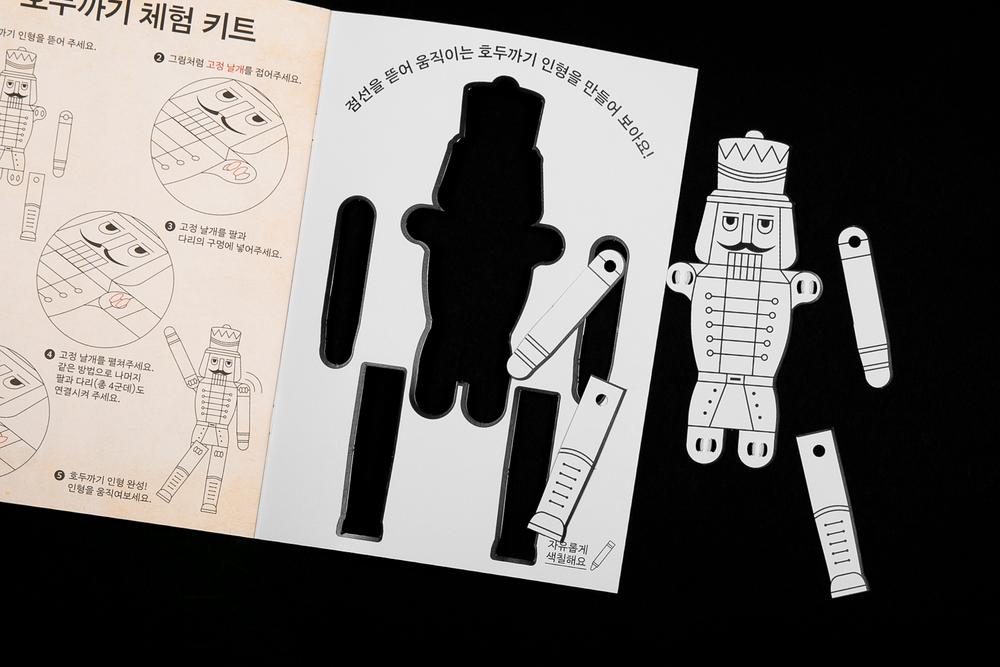 호두까기 체험 키트
인형을 뜯어 주세요.
2 그림처럼 고정 날개를 접어주세요.
3 고정 날개를 팔과
다리의 구멍에 넣어주세요.
4 고정 날개를 펼쳐주세요.
같은 방법으로 나머지
팔과 다리(총 4군데)도
연결시켜 주세요.
5 호두까기 인형 완성!
인형을 움직여보세요.
점선을 뜯어 움직이는 호두까기 인형을 만들어 보아요!
자유롭게
색칠해요